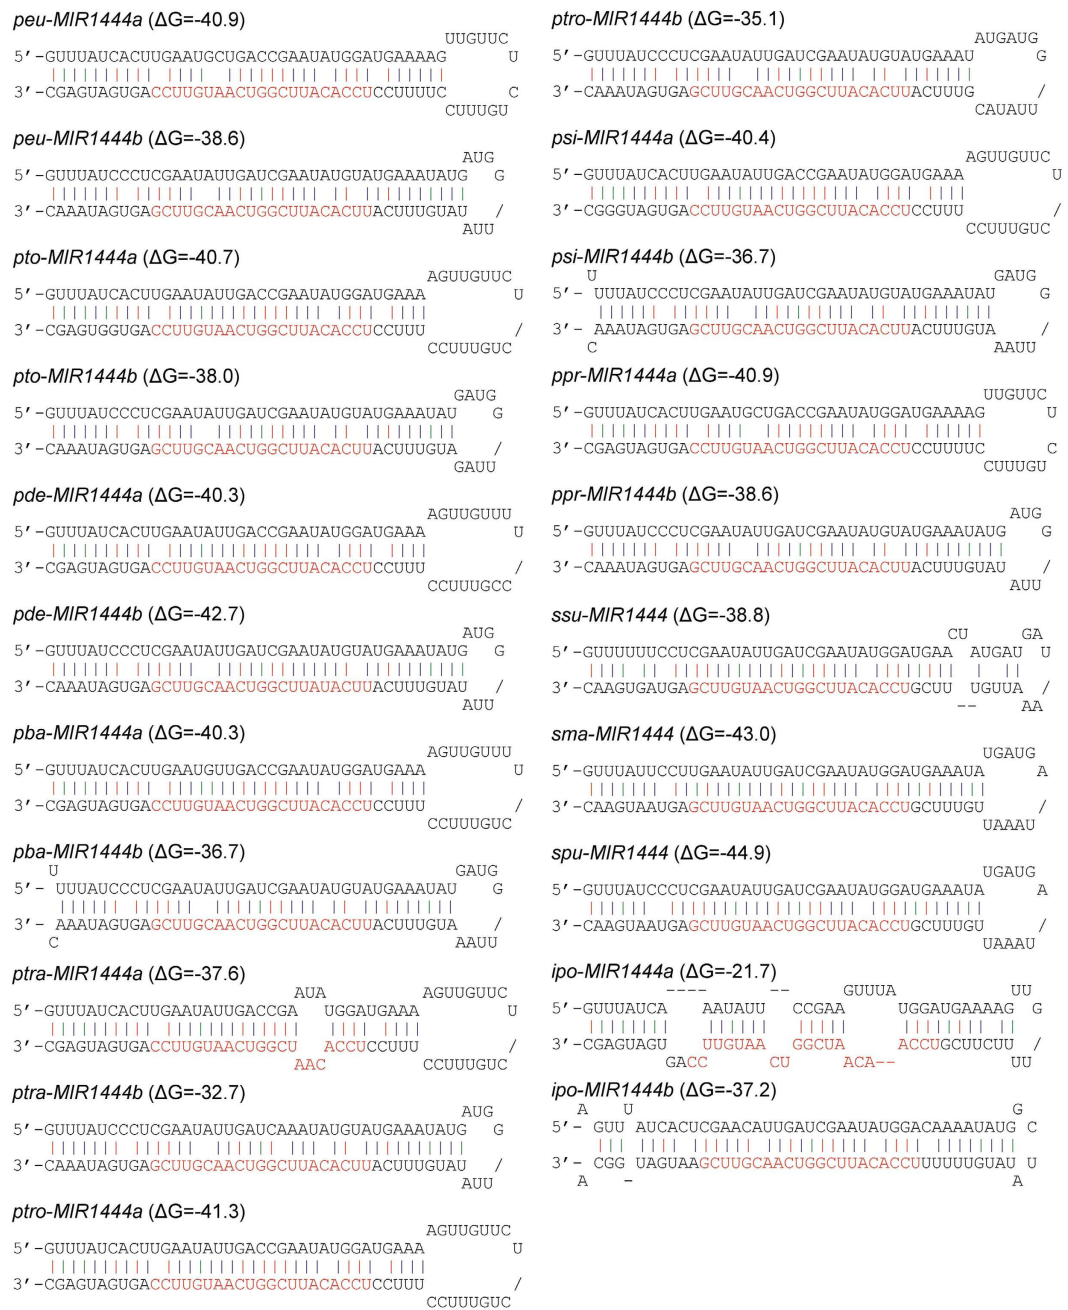 peu-MIR1444a (ΔG=-40.9)
UUGUUC
5′-GUUUAUCACUUGAAUGCUGACCGAAUAUGGAUGAAAAG U
3′-CGAGUAGUGACCUUGUAACUGGCUUACACCUCCUUUUC C
CUUUGU
peu-MIR1444b (ΔG=-38.6)
AUG
5′-GUUUAUCCCUCGAAUAUUGAUCGAAUAUGUAUGAAAUAUG G
3′-CAAAUAGUGAGCUUGCAACUGGCUUACACUUACUUUGUAU /
AUU
pto-MIR1444a (ΔG=-40.7)
AGUUGUUC
5′-GUUUAUCACUUGAAUAUUGACCGAAUAUGGAUGAAA U
3′-CGAGUGGUGACCUUGUAACUGGCUUACACCUCCUUU /
CCUUUGUC
pto-MIR1444b (ΔG=-38.0)
GAUG
5′-GUUUAUCCCUCGAAUAUUGAUCGAAUAUGUAUGAAAUAU G
3′-CAAAUAGUGAGCUUGCAACUGGCUUACACUUACUUUGUA /
GAUU
pde-MIR1444a (ΔG=-40.3)
AGUUGUUU
5′-GUUUAUCACUUGAAUAUUGACCGAAUAUGGAUGAAA U
3′-CGAGUAGUGACCUUGUAACUGGCUUACACCUCCUUU /
CCUUUGCC
pde-MIR1444b (ΔG=-42.7)
AUG
5′-GUUUAUCCCUCGAAUAUUGAUCGAAUAUGUAUGAAAUAUG G
3′-CAAAUAGUGAGCUUGCAACUGGCUUAUACUUACUUUGUAU /
AUU
pba-MIR1444a (ΔG=-40.3)
AGUUGUUU
5′-GUUUAUCACUUGAAUGUUGACCGAAUAUGGAUGAAA U
3′-CGAGUAGUGACCUUGUAACUGGCUUACACCUCCUUU /
CCUUUGUC
pba-MIR1444b (ΔG=-36.7)
U GAUG
5′- UUUAUCCCUCGAAUAUUGAUCGAAUAUGUAUGAAAUAU G
3′- AAAUAGUGAGCUUGCAACUGGCUUACACUUACUUUGUA /
C AAUU
ptra-MIR1444a (ΔG=-37.6)
AUA AGUUGUUC
5′-GUUUAUCACUUGAAUAUUGACCGA UGGAUGAAA U
3′-CGAGUAGUGACCUUGUAACUGGCU ACCUCCUUU /
AAC CCUUUGUC
ptra-MIR1444b (ΔG=-32.7)
AUG
5′-GUUUAUCCCUCGAAUAUUGAUCAAAUAUGUAUGAAAUAUG G
3′-CAAAUAGUGAGCUUGCAACUGGCUUACACUUACUUUGUAU /
AUU
ptro-MIR1444a (ΔG=-41.3)
AGUUGUUC
5′-GUUUAUCACUUGAAUAUUGACCGAAUAUGGAUGAAA U
3′-CGAGUAGUGACCUUGUAACUGGCUUACACCUCCUUU /
CCUUUGUC
ptro-MIR1444b (ΔG=-35.1)
AUGAUG
5′-GUUUAUCCCUCGAAUAUUGAUCGAAUAUGUAUGAAAU G
3′-CAAAUAGUGAGCUUGCAACUGGCUUACACUUACUUUG /
CAUAUU
psi-MIR1444a (ΔG=-40.4)
AGUUGUUC
5′-GUUUAUCACUUGAAUAUUGACCGAAUAUGGAUGAAA U
3′-CGGGUAGUGACCUUGUAACUGGCUUACACCUCCUUU /
CCUUUGUC
psi-MIR1444b (ΔG=-36.7)
U GAUG
5′- UUUAUCCCUCGAAUAUUGAUCGAAUAUGUAUGAAAUAU G
3′- AAAUAGUGAGCUUGCAACUGGCUUACACUUACUUUGUA /
C AAUU
ppr-MIR1444a (ΔG=-40.9)
UUGUUC
5′-GUUUAUCACUUGAAUGCUGACCGAAUAUGGAUGAAAAG U
3′-CGAGUAGUGACCUUGUAACUGGCUUACACCUCCUUUUC C
CUUUGU
ppr-MIR1444b (ΔG=-38.6)
AUG
5′-GUUUAUCCCUCGAAUAUUGAUCGAAUAUGUAUGAAAUAUG G
3′-CAAAUAGUGAGCUUGCAACUGGCUUACACUUACUUUGUAU /
AUU
ssu-MIR1444 (ΔG=-38.8)
CU GA
5′-GUUUUUUCCUCGAAUAUUGAUCGAAUAUGGAUGAA AUGAU U
3′-CAAGUGAUGAGCUUGUAACUGGCUUACACCUGCUU UGUUA /
-- AA
sma-MIR1444 (ΔG=-43.0)
UGAUG
5′-GUUUAUUCCUUGAAUAUUGAUCGAAUAUGGAUGAAAUA A
3′-CAAGUAAUGAGCUUGUAACUGGCUUACACCUGCUUUGU /
UAAAU
spu-MIR1444 (ΔG=-44.9)
UGAUG
5′-GUUUAUCCCUCGAAUAUUGAUCGAAUAUGGAUGAAAUA A
3′-CAAGUAAUGAGCUUGUAACUGGCUUACACCUGCUUUGU /
UAAAU
ipo-MIR1444a (ΔG=-21.7)
---- -- GUUUA UU
5′-GUUUAUCA AAUAUU CCGAA UGGAUGAAAAG G
3′-CGAGUAGU UUGUAA GGCUA ACCUGCUUCUU /
GACC CU ACA-- UU
ipo-MIR1444b (ΔG=-37.2)
A U G
5′- GUU AUCACUCGAACAUUGAUCGAAUAUGGACAAAAUAUG C
3′- CGG UAGUAAGCUUGCAACUGGCUUACACCUUUUUUGUAU U
A - A